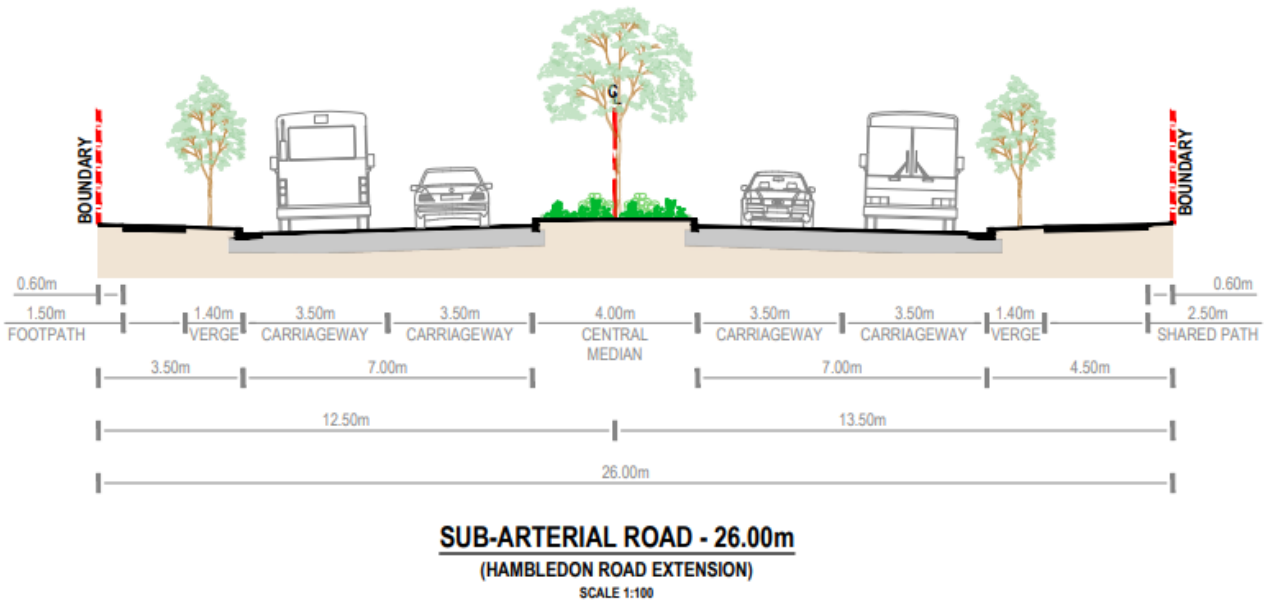 BOUNDARY
CL
BOUNDARY
0.60m
0.60m
1.50m
1.40m
3.50m
3.50m
4.00m
3.50m
3.50m
1.40m
2.50m
FOOTPATH
VERGE
CARRIAGEWAY
CARRIAGEWAY
CENTRAL
MEDIAN
CARRIAGEWAY
CARRIAGEWAY
VERGE
SHARED PATH
3.50m
7.00m
7.00m
4.50m
12.50m
13.50m
26.00m
SUB-ARTERIAL ROAD - 26.00m
(HAMBLEDON ROAD EXTENSION)
SCALE 1:100